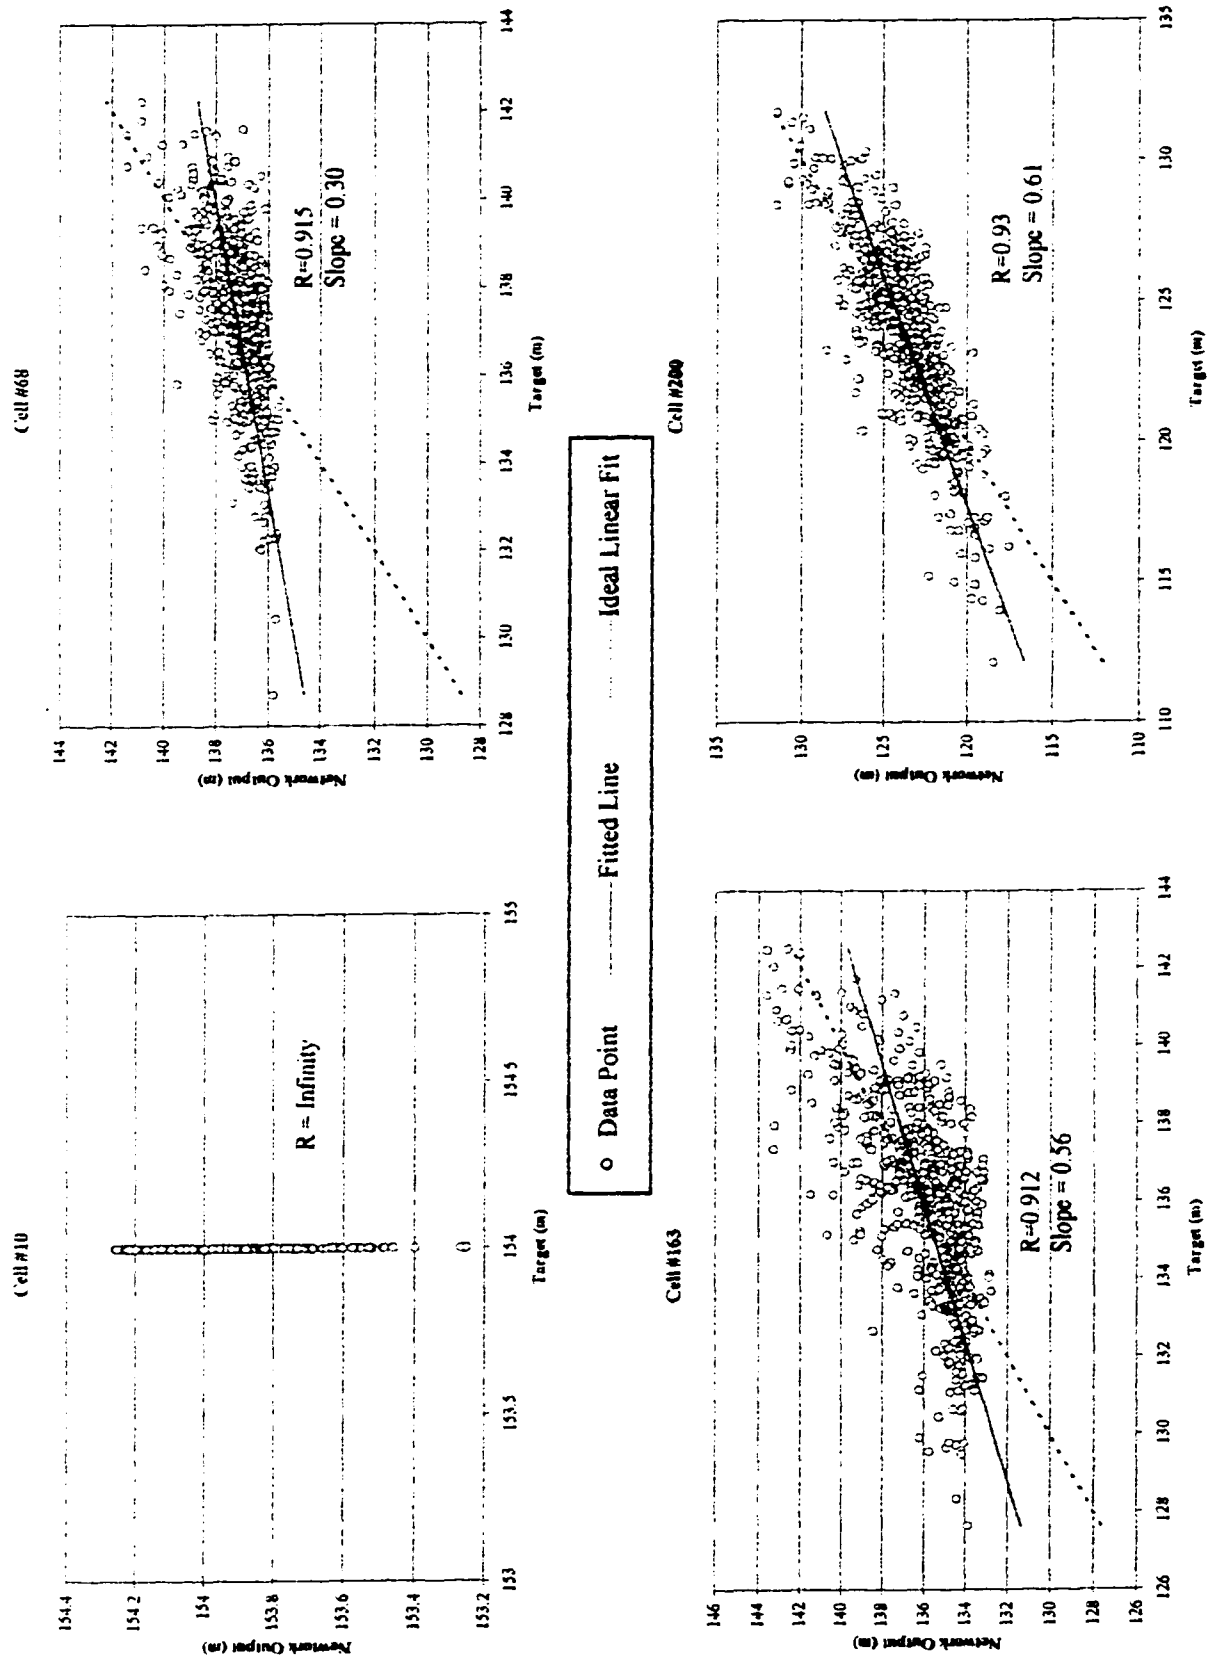 Cell #10
Newtork Output (m)
154.4
154.2
154
153.8
153.6
153.4
153.2
R = Infinity
153
153.5
154
154.5
155
Target (m)
Cell #68
Network Output (m)
144
142
140
138
136
134
132
130
128
R=0.915
Slope = 0.30
128
130
132
134
136
138
140
142
144
Target (m)
Data Point
Fitted Line
Ideal Linear Fit
Cell #163
Network Output (m)
146
144
142
140
138
136
134
132
130
128
126
R=0.912
Slope = 0.56
126
128
130
132
134
136
138
140
142
144
Target (m)
Cell #200
Network Output (m)
135
130
125
120
115
110
R=0.93
Slope = 0.61
110
115
120
125
130
135
Target (m)